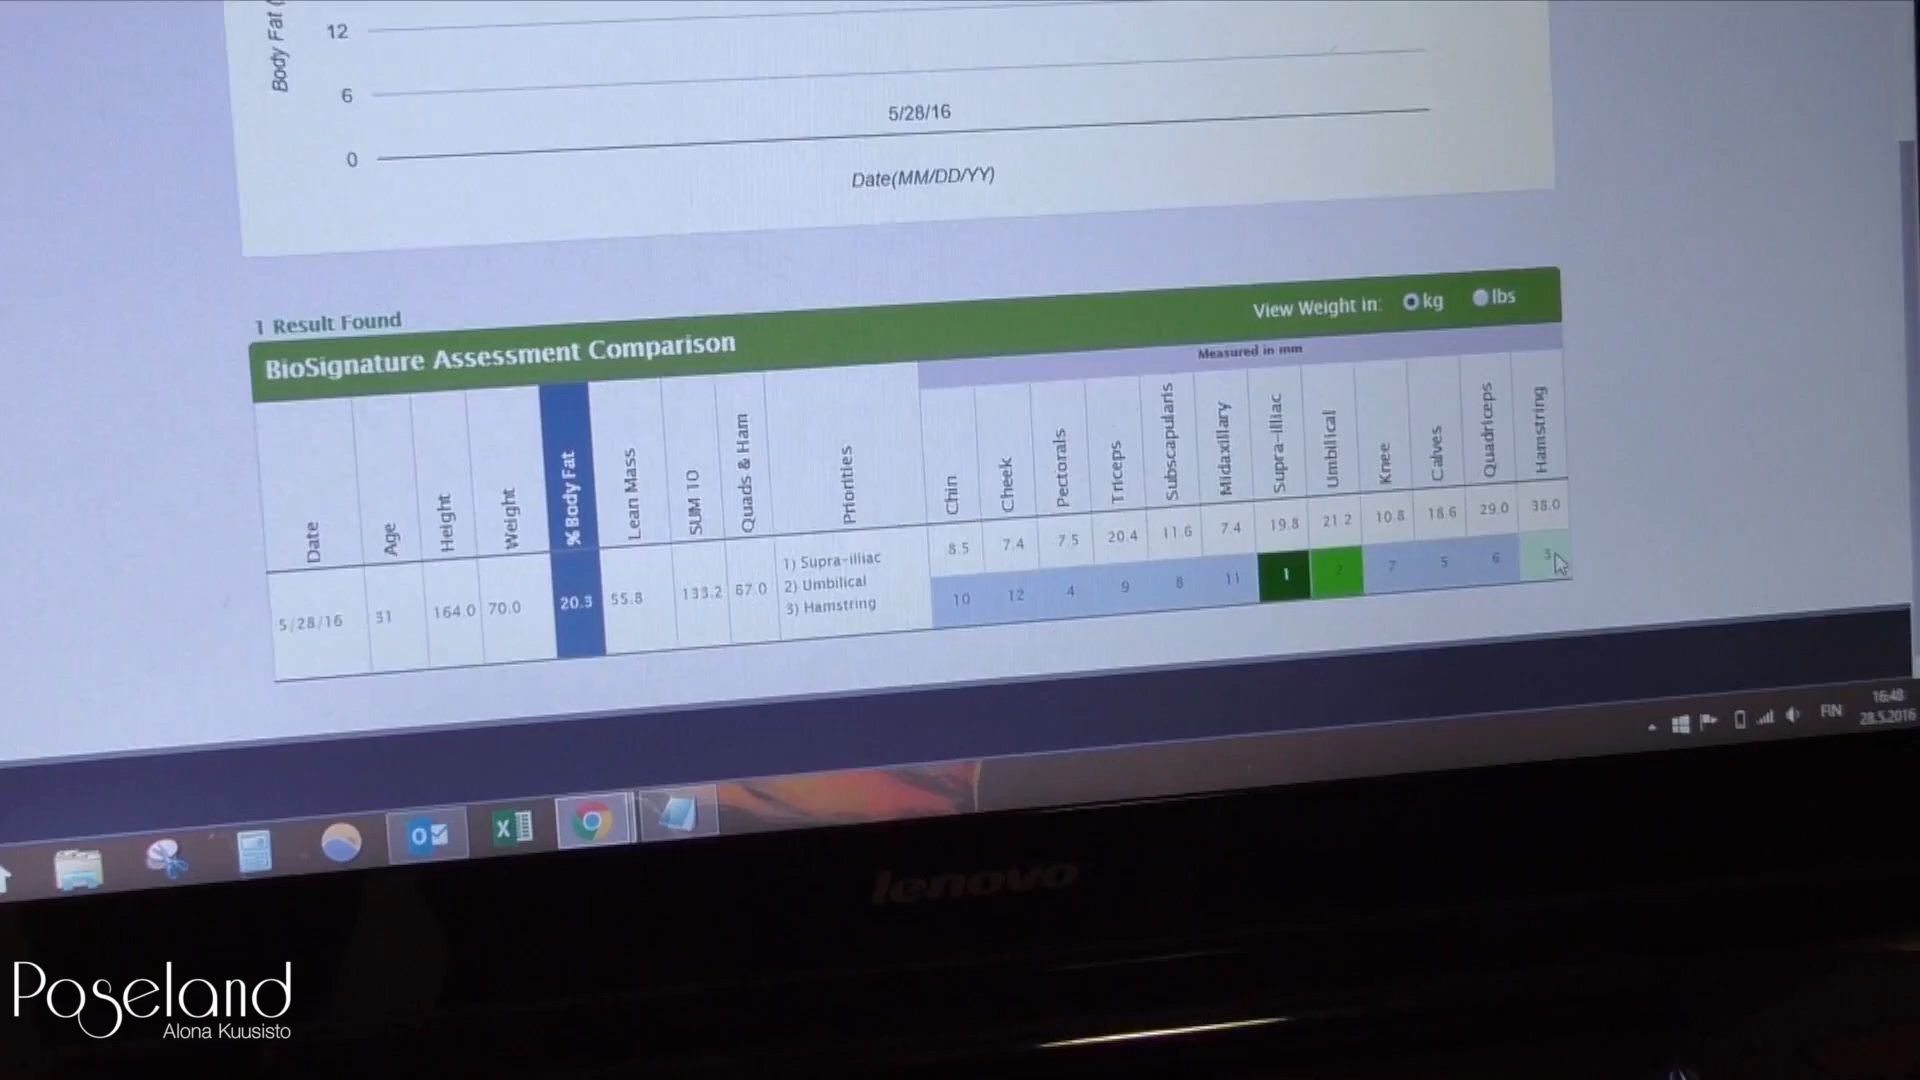 Body Fat (
12
6
0
5/28/16
Date(MM/DD/YY)
1 Result Found
BioSignature Assessment Comparison
View Weight in: kg lbs
Measured in mm
Date Age Height Weight % Body Fat Lean Mass SUM 10 Quads & Ham Priorities Chin Cheek Pectorals Triceps Subscapularis Midaxillary Supra-illiac Umbilical Knee Calves Quadriceps Hamstring
5/28/16 31 164.0 70.0 20.3 55.8 133.2 67.0
1) Supra-illiac
2) Umbilical
3) Hamstring
8.5 7.4 7.5 20.4 11.6 7.4 19.8 21.2 10.8 18.6 29.0 38.0
10 12 4 9 8 11 1 2 7 5 6 3
FIN
16:48
28.5.2016
lenovo
Poseland
Alona Kuusisto